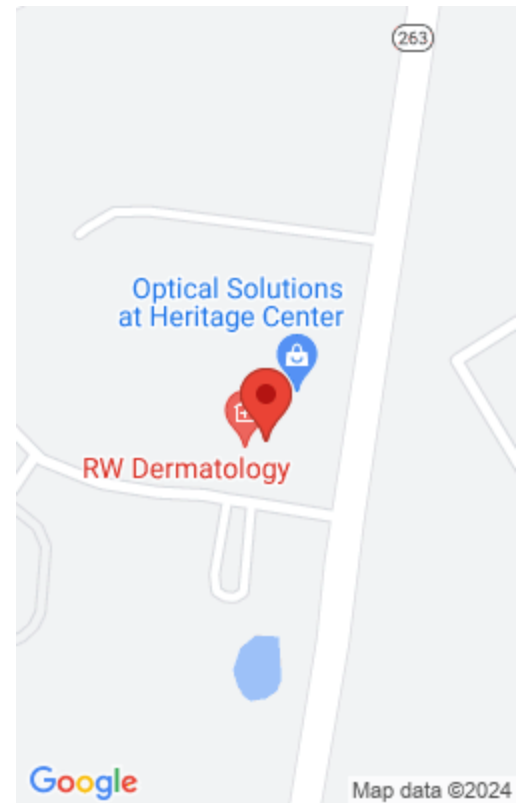 263
Optical Solutions
at Heritage Center
RW Dermatology
Google
Map data ©2024